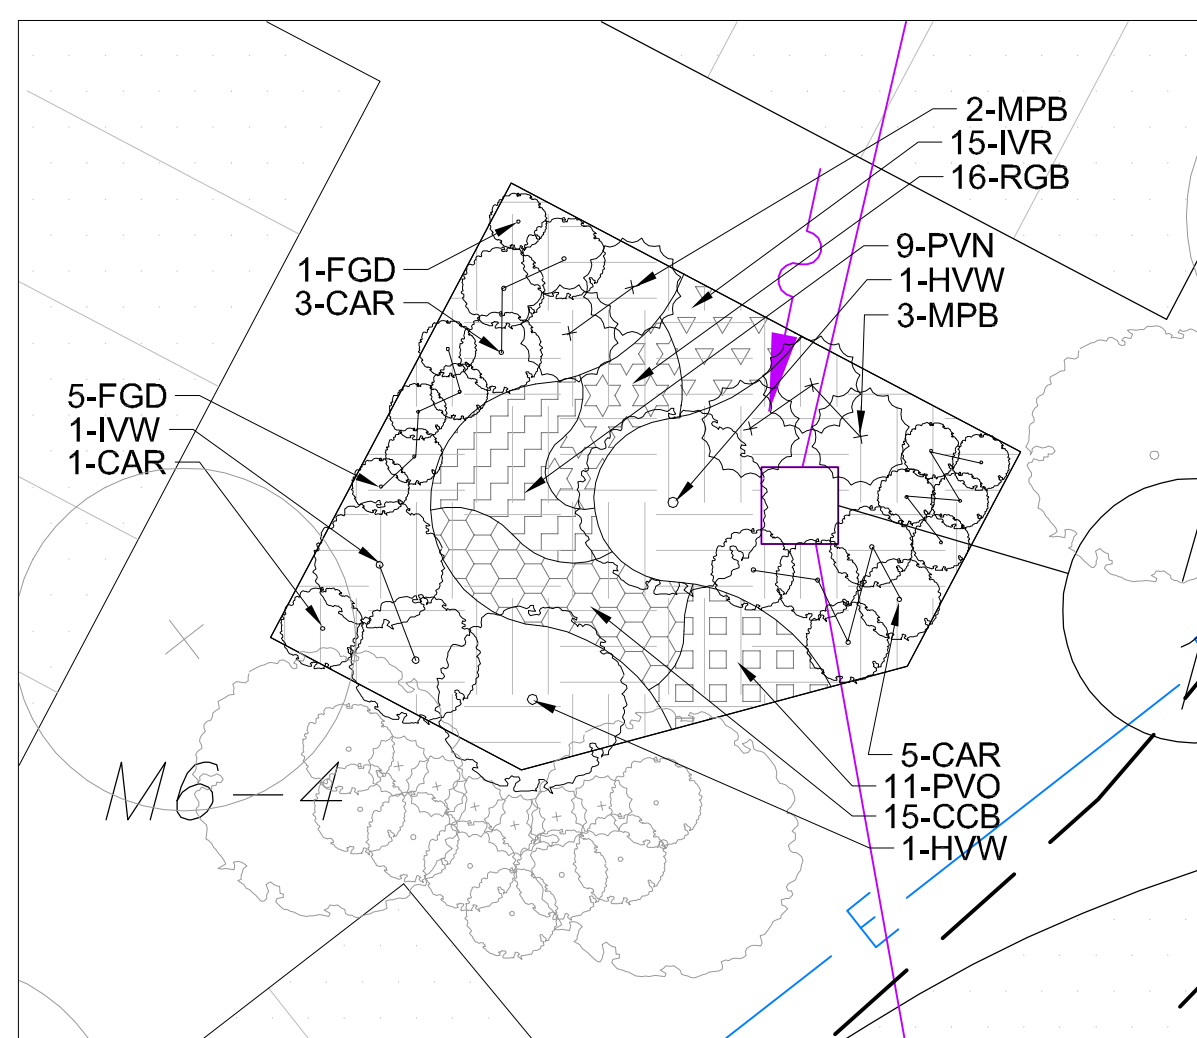 2-MPB
15-IVR
16-RGB
9-PVN
1-HVW
3-MPB
1-FGD
3-CAR
5-FGD
1-IVW
1-CAR
5-CAR
11-PVO
15-CCB
1-HVW
M6-4
E